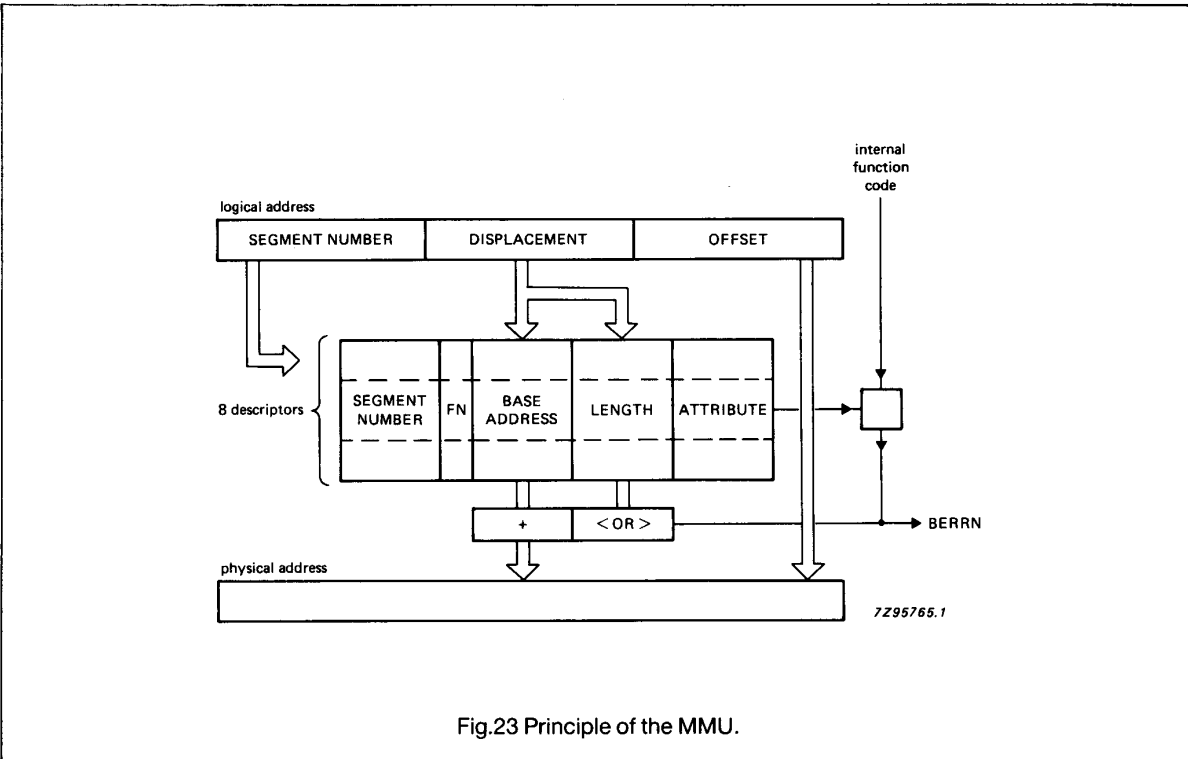 internal
function
code
logical address
SEGMENT NUMBER DISPLACEMENT OFFSET
8 descriptors
SEGMENT
NUMBER
FN
BASE
ADDRESS
LENGTH
ATTRIBUTE
+
<OR>
BERRN
physical address
7Z95765.1
Fig.23 Principle of the MMU.